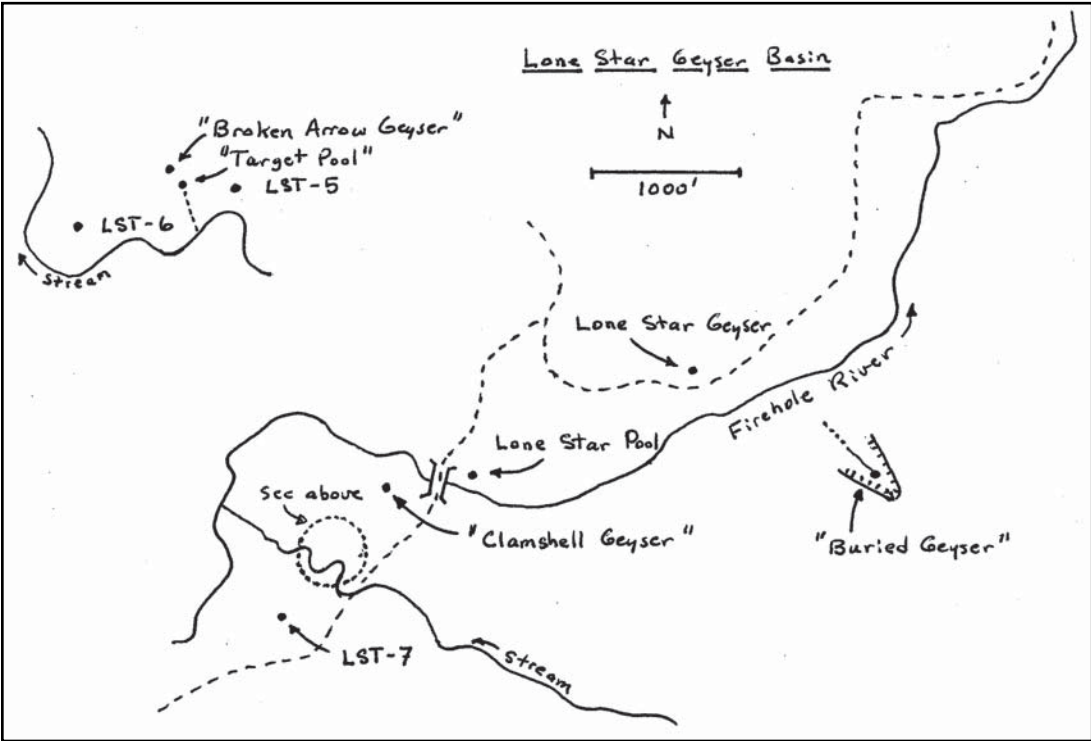 Lone Star Geyser Basin
N
1000'
"Broken Arrow Geyser"
"Target Pool"
LST-5
LST-6
Stream
Lone Star Geyser
Firehole River
Lone Star Pool
See above
"Clamshell Geyser"
"Buried Geyser"
LST-7
Stream